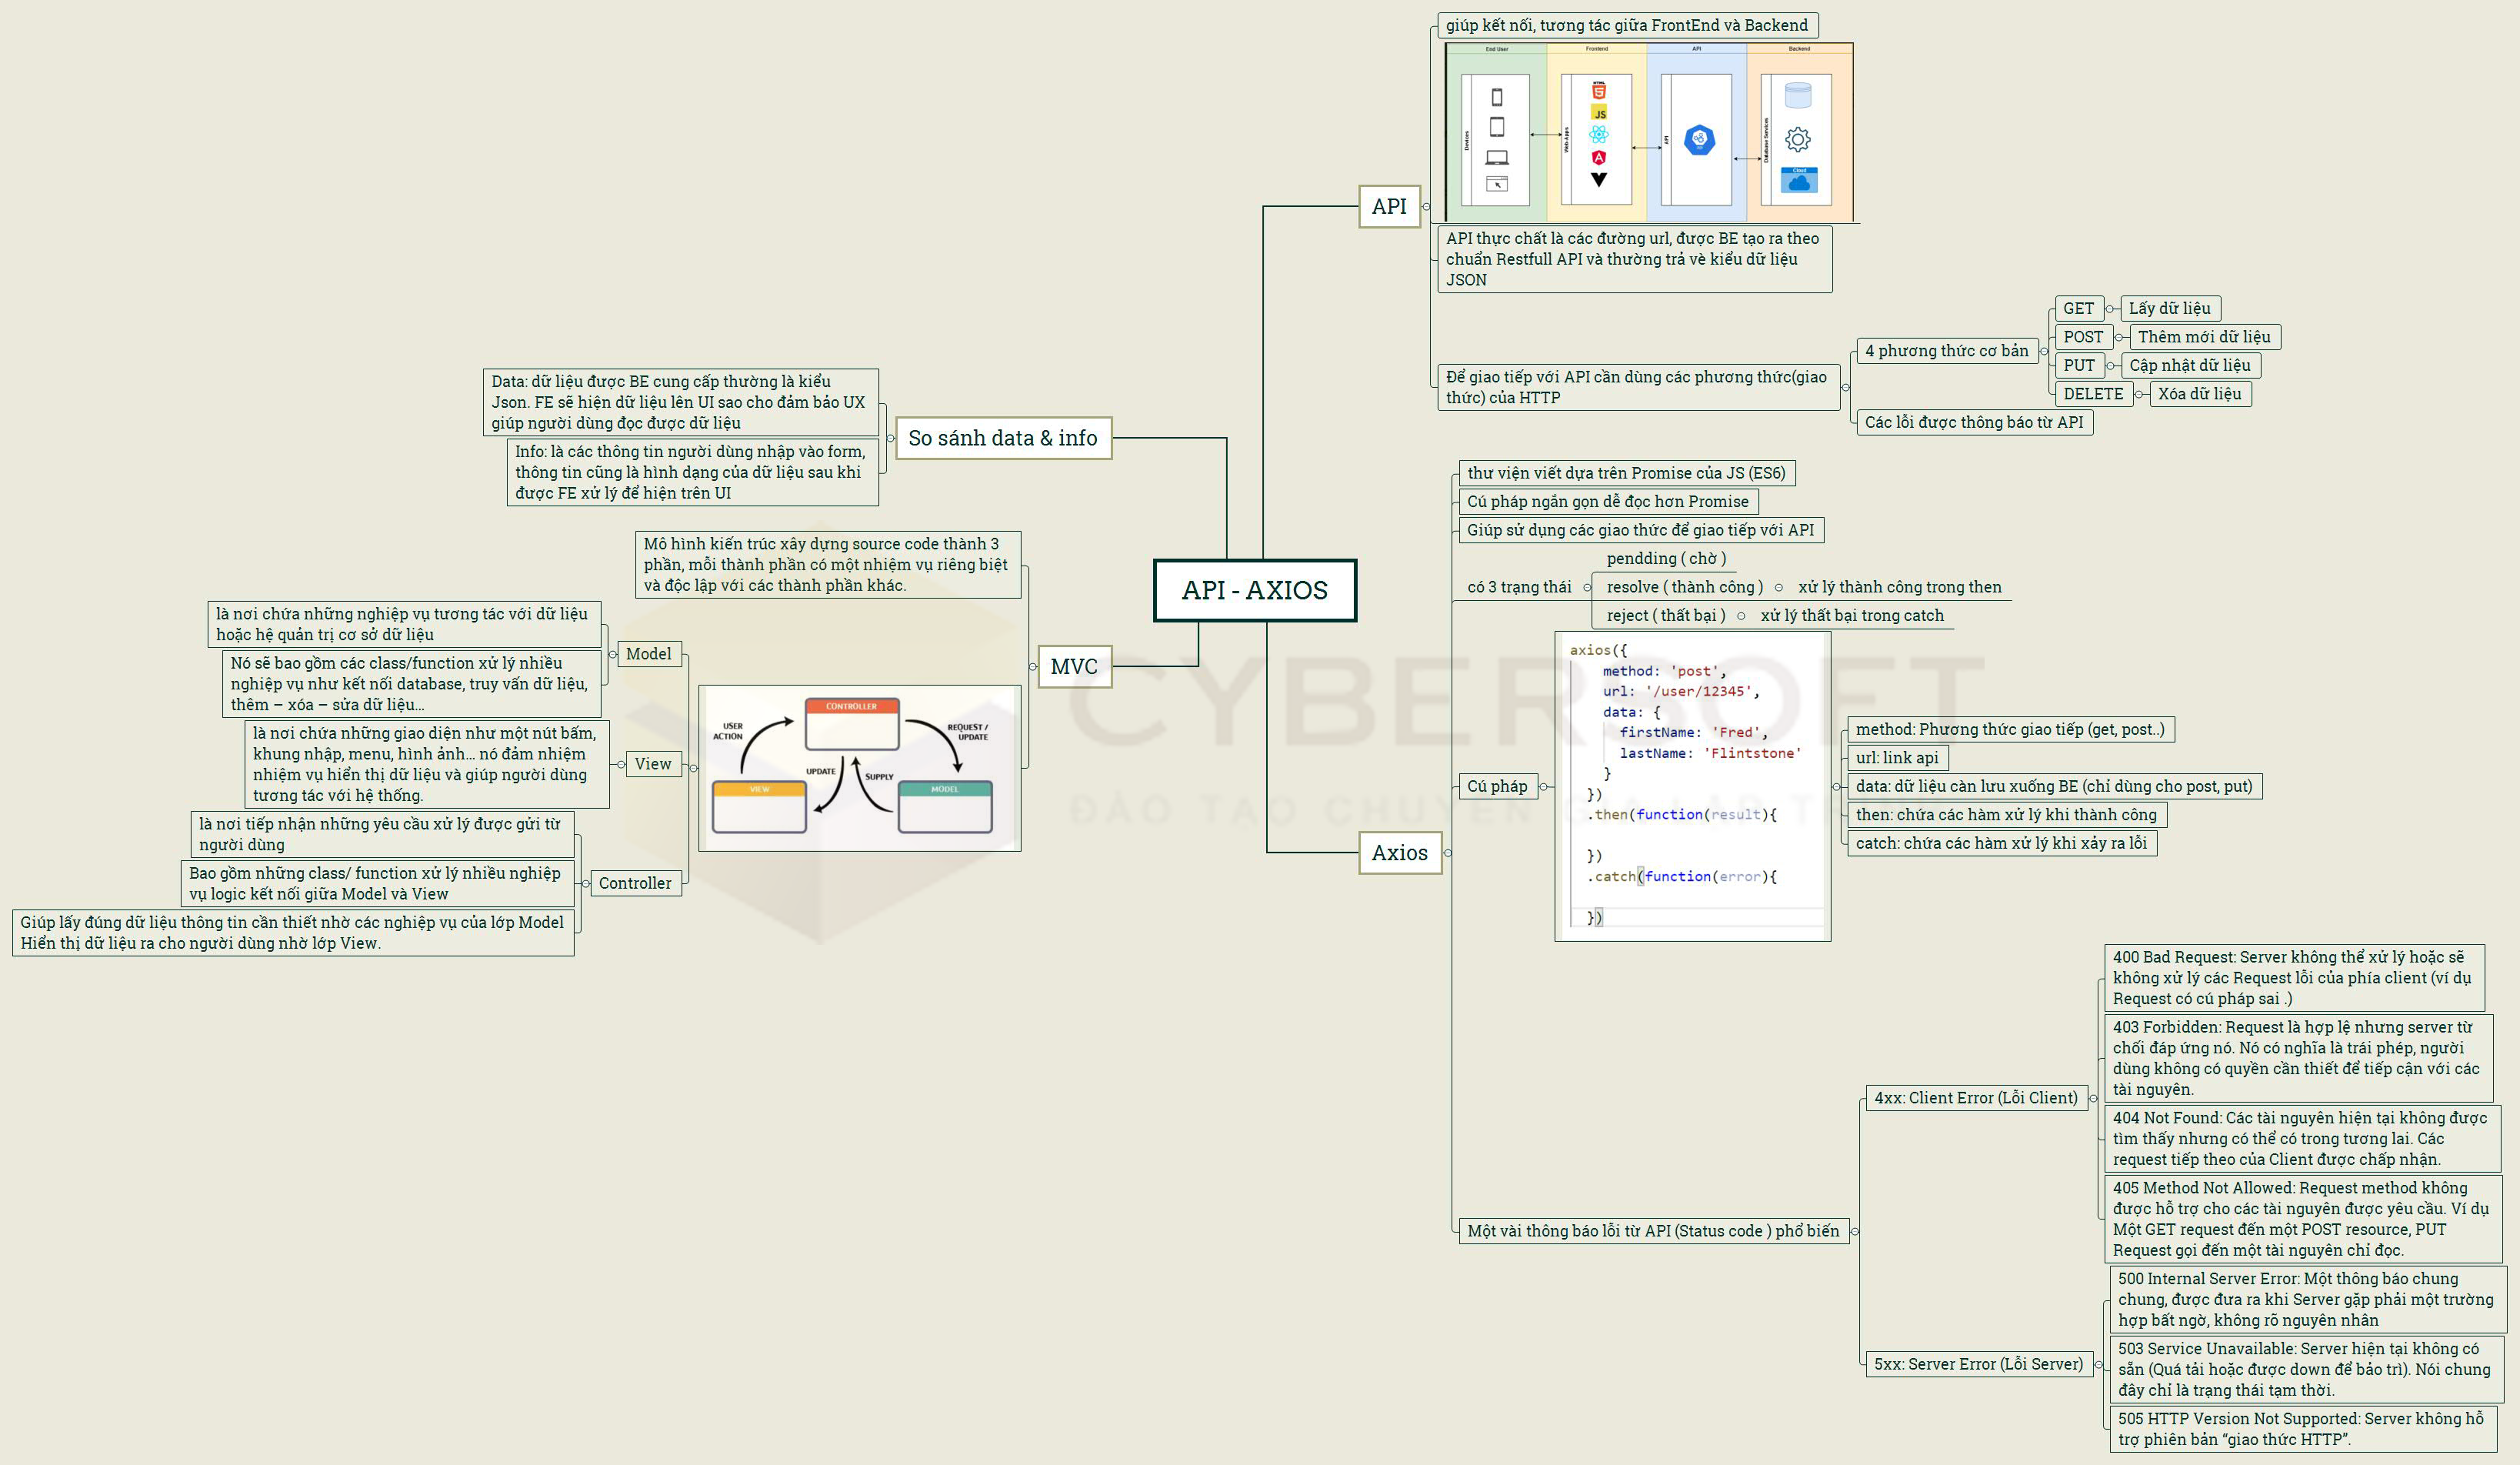 API - AXIOS
API
giúp kết nối, tương tác giữa FrontEnd và Backend
End User
Frontend
API
Backend
Devices
Web-Apps
API
Database Services
HTML
JS
Cloud
API thực chất là các đường url, được BE tạo ra theo
chuẩn Restfull API và thường trả vè kiểu dữ liệu
JSON
Để giao tiếp với API cần dùng các phương thức(giao
thức) của HTTP
4 phương thức cơ bản
GET
Lấy dữ liệu
POST
Thêm mới dữ liệu
PUT
Cập nhật dữ liệu
DELETE
Xóa dữ liệu
Các lỗi được thông báo từ API
Axios
thư viện viết dựa trên Promise của JS (ES6)
Cú pháp ngắn gọn dễ đọc hơn Promise
Giúp sử dụng các giao thức để giao tiếp với API
có 3 trạng thái
pendding ( chờ )
resolve ( thành công )
xử lý thành công trong then
reject ( thất bại )
xử lý thất bại trong catch
Cú pháp
axios({
method: 'post',
url: '/user/12345',
data: {
firstName: 'Fred',
lastName: 'Flintstone'
}
})
.then(function(result){
})
.catch(function(error){
})
method: Phương thức giao tiếp (get, post..)
url: link api
data: dữ liệu càn lưu xuống BE (chỉ dùng cho post, put)
then: chứa các hàm xử lý khi thành công
catch: chứa các hàm xử lý khi xảy ra lỗi
Một vài thông báo lỗi từ API (Status code ) phổ biến
4xx: Client Error (Lỗi Client)
400 Bad Request: Server không thể xử lý hoặc sẽ
không xử lý các Request lỗi của phía client (ví dụ
Request có cú pháp sai .)
403 Forbidden: Request là hợp lệ nhưng server từ
chối đáp ứng nó. Nó có nghĩa là trái phép, người
dùng không có quyền cần thiết để tiếp cận với các
tài nguyên.
404 Not Found: Các tài nguyên hiện tại không được
tìm thấy nhưng có thể có trong tương lai. Các
request tiếp theo của Client được chấp nhận.
405 Method Not Allowed: Request method không
được hỗ trợ cho các tài nguyên được yêu cầu. Ví dụ
Một GET request đến một POST resource, PUT
Request gọi đến một tài nguyên chỉ đọc.
5xx: Server Error (Lỗi Server)
500 Internal Server Error: Một thông báo chung
chung, được đưa ra khi Server gặp phải một trường
hợp bất ngờ, không rõ nguyên nhân
503 Service Unavailable: Server hiện tại không có
sẵn (Quá tải hoặc được down để bảo trì). Nói chung
đây chỉ là trạng thái tạm thời.
505 HTTP Version Not Supported: Server không hỗ
trợ phiên bản “giao thức HTTP”.
So sánh data & info
Data: dữ liệu được BE cung cấp thường là kiểu
Json. FE sẽ hiện dữ liệu lên UI sao cho đảm bảo UX
giúp người dùng đọc được dữ liệu
Info: là các thông tin người dùng nhập vào form,
thông tin cũng là hình dạng của dữ liệu sau khi
được FE xử lý để hiện trên UI
MVC
Mô hình kiến trúc xây dựng source code thành 3
phần, mỗi thành phần có một nhiệm vụ riêng biệt
và độc lập với các thành phần khác.
CONTROLLER
USER
ACTION
REQUEST /
UPDATE
UPDATE
SUPPLY
VIEW
MODEL
Model
là nơi chứa những nghiệp vụ tương tác với dữ liệu
hoặc hệ quản trị cơ sở dữ liệu
Nó sẽ bao gồm các class/function xử lý nhiều
nghiệp vụ như kết nối database, truy vấn dữ liệu,
thêm – xóa – sửa dữ liệu…
View
là nơi chứa những giao diện như một nút bấm,
khung nhập, menu, hình ảnh… nó đảm nhiệm
nhiệm vụ hiển thị dữ liệu và giúp người dùng
tương tác với hệ thống.
Controller
là nơi tiếp nhận những yêu cầu xử lý được gửi từ
người dùng
Bao gồm những class/ function xử lý nhiều nghiệp
vụ logic kết nối giữa Model và View
Giúp lấy đúng dữ liệu thông tin cần thiết nhờ các nghiệp vụ của lớp Model
Hiển thị dữ liệu ra cho người dùng nhờ lớp View.
CYBERSOFT
ĐÀO TẠO CHUYÊN